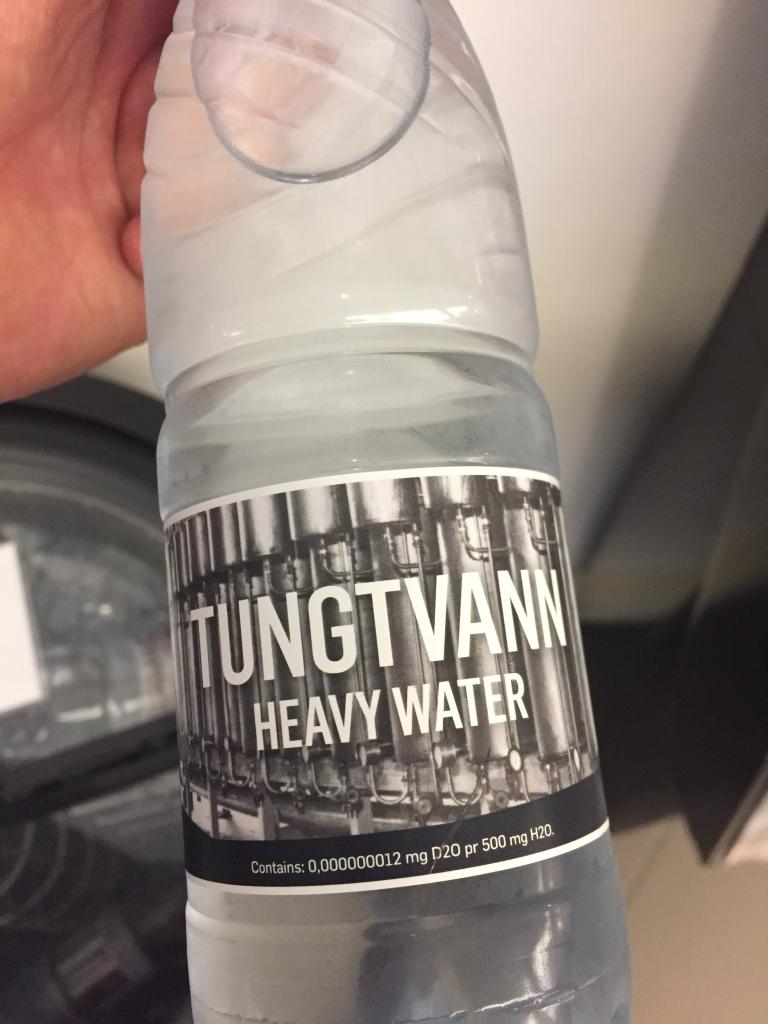 TUNGTVANN
HEAVY WATER
Contains: 0,000000012 mg D2O pr 500 mg H2O.